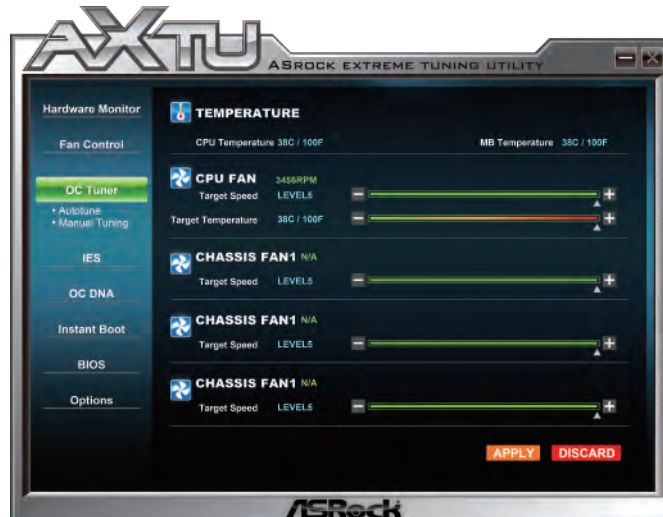 AXTU
ASROCK EXTREME TUNING UTILITY
Hardware Monitor
Fan Control
OC Tuner
• Autotune
• Manual Tuning
IES
OC DNA
Instant Boot
BIOS
Options
TEMPERATURE
CPU Temperature 38C / 100F MB Temperature 38C / 100F
CPU FAN 3456RPM
Target Speed LEVEL5
Target Temperature 38C / 100F
CHASSIS FAN1 N/A
Target Speed LEVEL5
CHASSIS FAN1 N/A
Target Speed LEVEL5
CHASSIS FAN1 N/A
Target Speed LEVEL5
APPLY DISCARD
ASRock